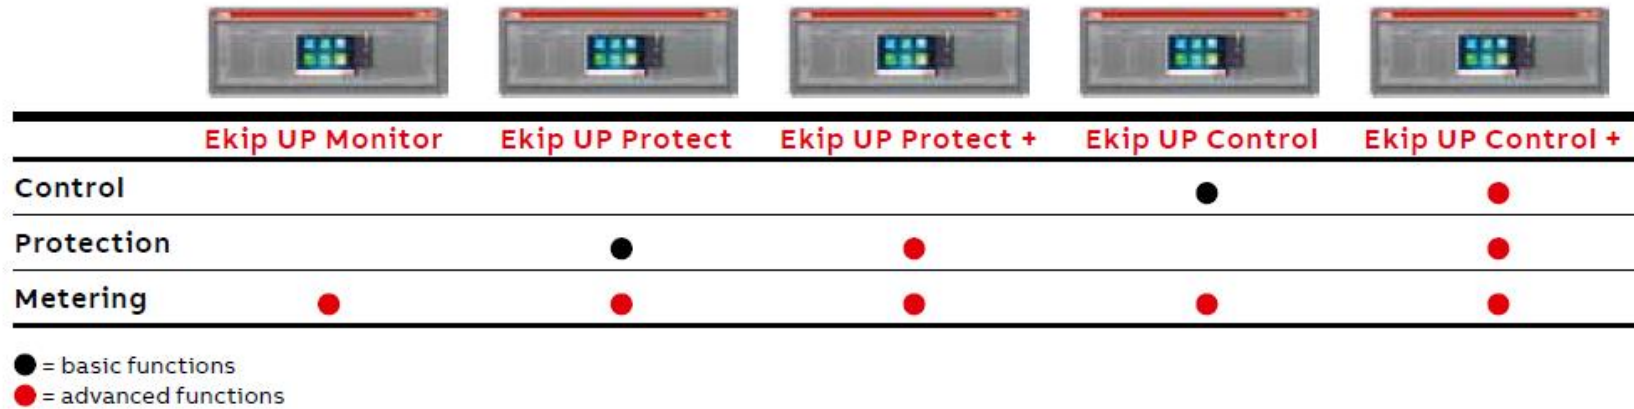 Ekip UP Monitor Ekip UP Protect Ekip UP Protect + Ekip UP Control Ekip UP Control +
Control
Protection
Metering
= basic functions
= advanced functions